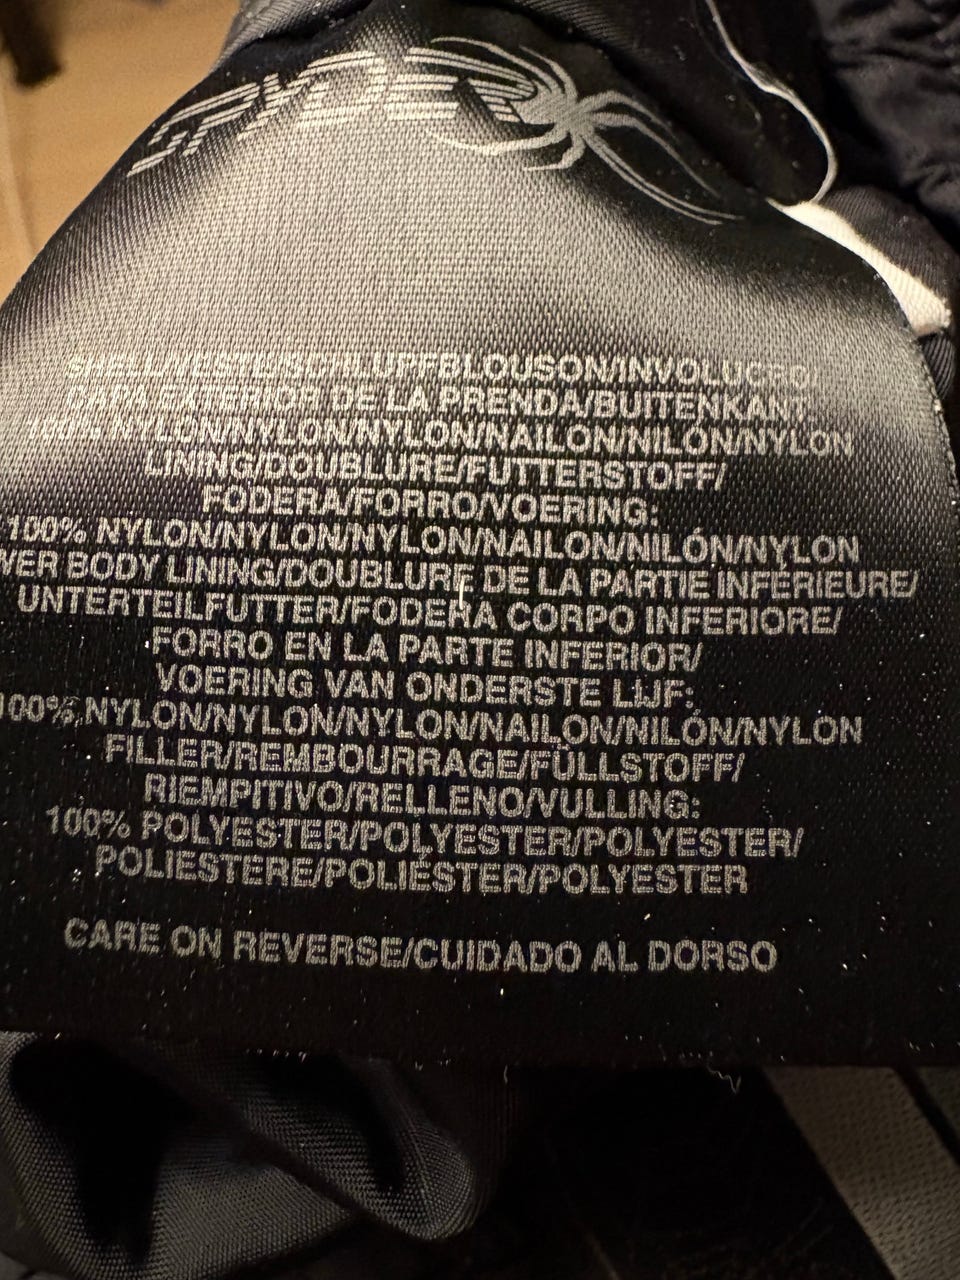 SPYDER
SHELL/VESTE/SCHLUPFBLOUSON/INVOLUCRO/
CAPA EXTERIOR DE LA PRENDA/BUITENKANT
100% NYLON/NYLON/NYLON/NAILON/NILÓN/NYLON
LINING/DOUBLURE/FUTTERSTOFF/
FODERA/FORRO/VOERING:
100% NYLON/NYLON/NYLON/NAILON/NILÓN/NYLON
WER BODY LINING/DOUBLURE DE LA PARTIE INFÉRIEURE/
UNTERTEILFUTTER/FODERA CORPO INFERIORE/
FORRO EN LA PARTE INFERIOR/
VOERING VAN ONDERSTE LIJF:
100% NYLON/NYLON/NYLON/NAILON/NILÓN/NYLON
FILLER/REMBOURRAGE/FÜLLSTOFF/
RIEMPITIVO/RELLENO/VULLING:
100% POLYESTER/POLYESTER/POLYESTER/
POLIESTERE/POLIÉSTER/POLYESTER
CARE ON REVERSE/CUIDADO AL DORSO